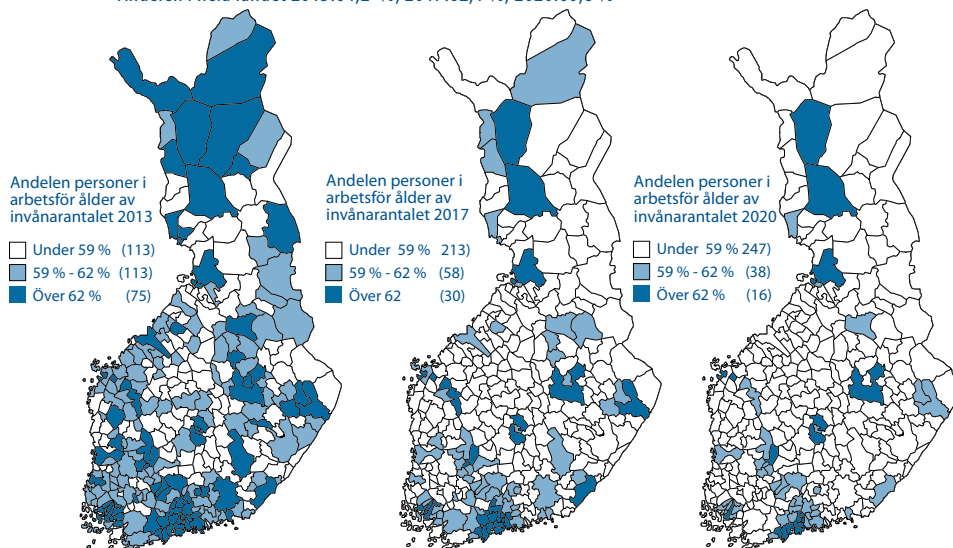 Andelen personer i
arbetsför ålder av
invånarantalet 2013
Under 59 % (113)
59 % - 62 % (113)
Över 62 % (75)
Andelen personer i
arbetsför ålder av
invånarantalet 2017
Under 59 % 213)
59 % - 62 % (58)
Över 62 (30)
Andelen personer i
arbetsför ålder av
invånarantalet 2020
Under 59 % 247)
59 % - 62 % (38)
Över 62 % (16)